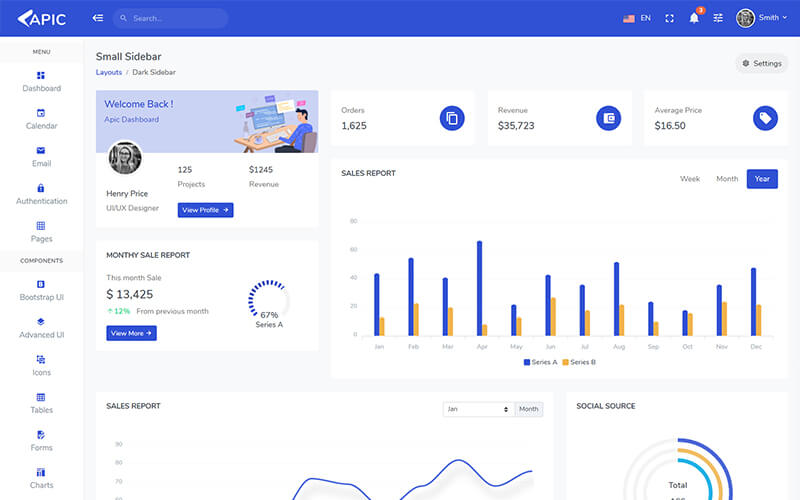 APIC
Search...
EN
3
Smith
MENU
Dashboard
Calendar
Email
Authentication
Pages
COMPONENTS
Bootstrap UI
Advanced UI
Icons
Tables
Forms
Charts
Small Sidebar
Layouts / Dark Sidebar
Settings
Welcome Back !
Apic Dashboard
Henry Price
UI/UX Designer
125
Projects
$1245
Revenue
View Profile
Orders
1,625
Revenue
$35,723
Average Price
$16.50
MONTHY SALE REPORT
This month Sale
$ 13,425
12% From previous month
View More
67%
Series A
SALES REPORT
Week Month Year
80
60
40
20
0
Jan Feb Mar Apr May Jun Jul Aug Sep Oct Nov Dec
Series A Series B
SALES REPORT
Jan Month
90
80
70
60
SOCIAL SOURCE
Total